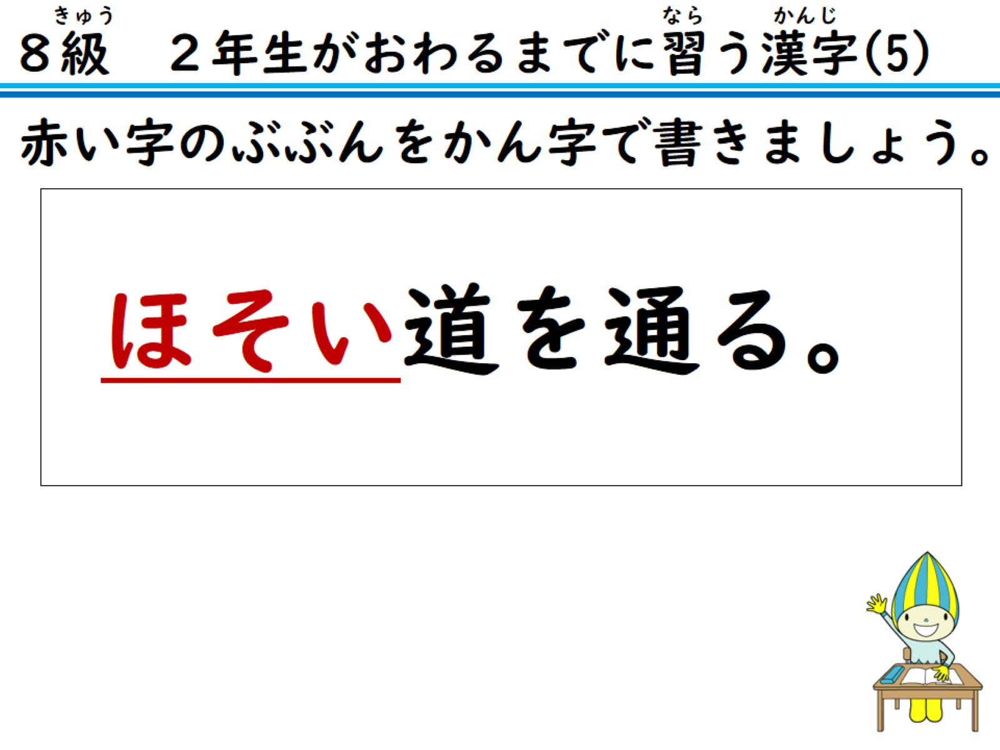 きゅう なら かんじ
８級　２年生がおわるまでに習う漢字(5)
赤い字のぶぶんをかん字で書きましょう。
ほそい道を通る。